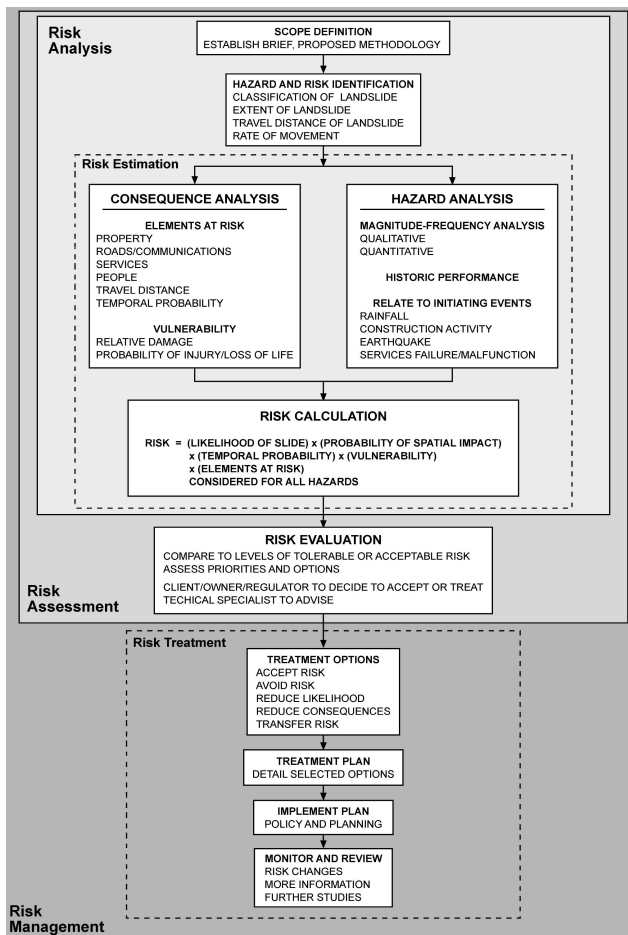 Risk
Analysis
SCOPE DEFINITION
ESTABLISH BRIEF, PROPOSED METHODOLOGY
HAZARD AND RISK IDENTIFICATION
CLASSIFICATION OF LANDSLIDE
EXTENT OF LANDSLIDE
TRAVEL DISTANCE OF LANDSLIDE
RATE OF MOVEMENT
Risk Estimation
CONSEQUENCE ANALYSIS
ELEMENTS AT RISK
PROPERTY
ROADS/COMMUNICATIONS
SERVICES
PEOPLE
TRAVEL DISTANCE
TEMPORAL PROBABILITY
VULNERABILITY
RELATIVE DAMAGE
PROBABILITY OF INJURY/LOSS OF LIFE
HAZARD ANALYSIS
MAGNITUDE-FREQUENCY ANALYSIS
QUALITATIVE
QUANTITATIVE
HISTORIC PERFORMANCE
RELATE TO INITIATING EVENTS
RAINFALL
CONSTRUCTION ACTIVITY
EARTHQUAKE
SERVICES FAILURE/MALFUNCTION
RISK CALCULATION
RISK = (LIKELIHOOD OF SLIDE) x (PROBABILITY OF SPATIAL IMPACT)
x (TEMPORAL PROBABILITY) x (VULNERABILITY)
x (ELEMENTS AT RISK)
CONSIDERED FOR ALL HAZARDS
RISK EVALUATION
COMPARE TO LEVELS OF TOLERABLE OR ACCEPTABLE RISK
ASSESS PRIORITIES AND OPTIONS
CLIENT/OWNER/REGULATOR TO DECIDE TO ACCEPT OR TREAT
TECHICAL SPECIALIST TO ADVISE
Risk
Assessment
Risk Treatment
TREATMENT OPTIONS
ACCEPT RISK
AVOID RISK
REDUCE LIKELIHOOD
REDUCE CONSEQUENCES
TRANSFER RISK
TREATMENT PLAN
DETAIL SELECTED OPTIONS
IMPLEMENT PLAN
POLICY AND PLANNING
MONITOR AND REVIEW
RISK CHANGES
MORE INFORMATION
FURTHER STUDIES
Risk
Management